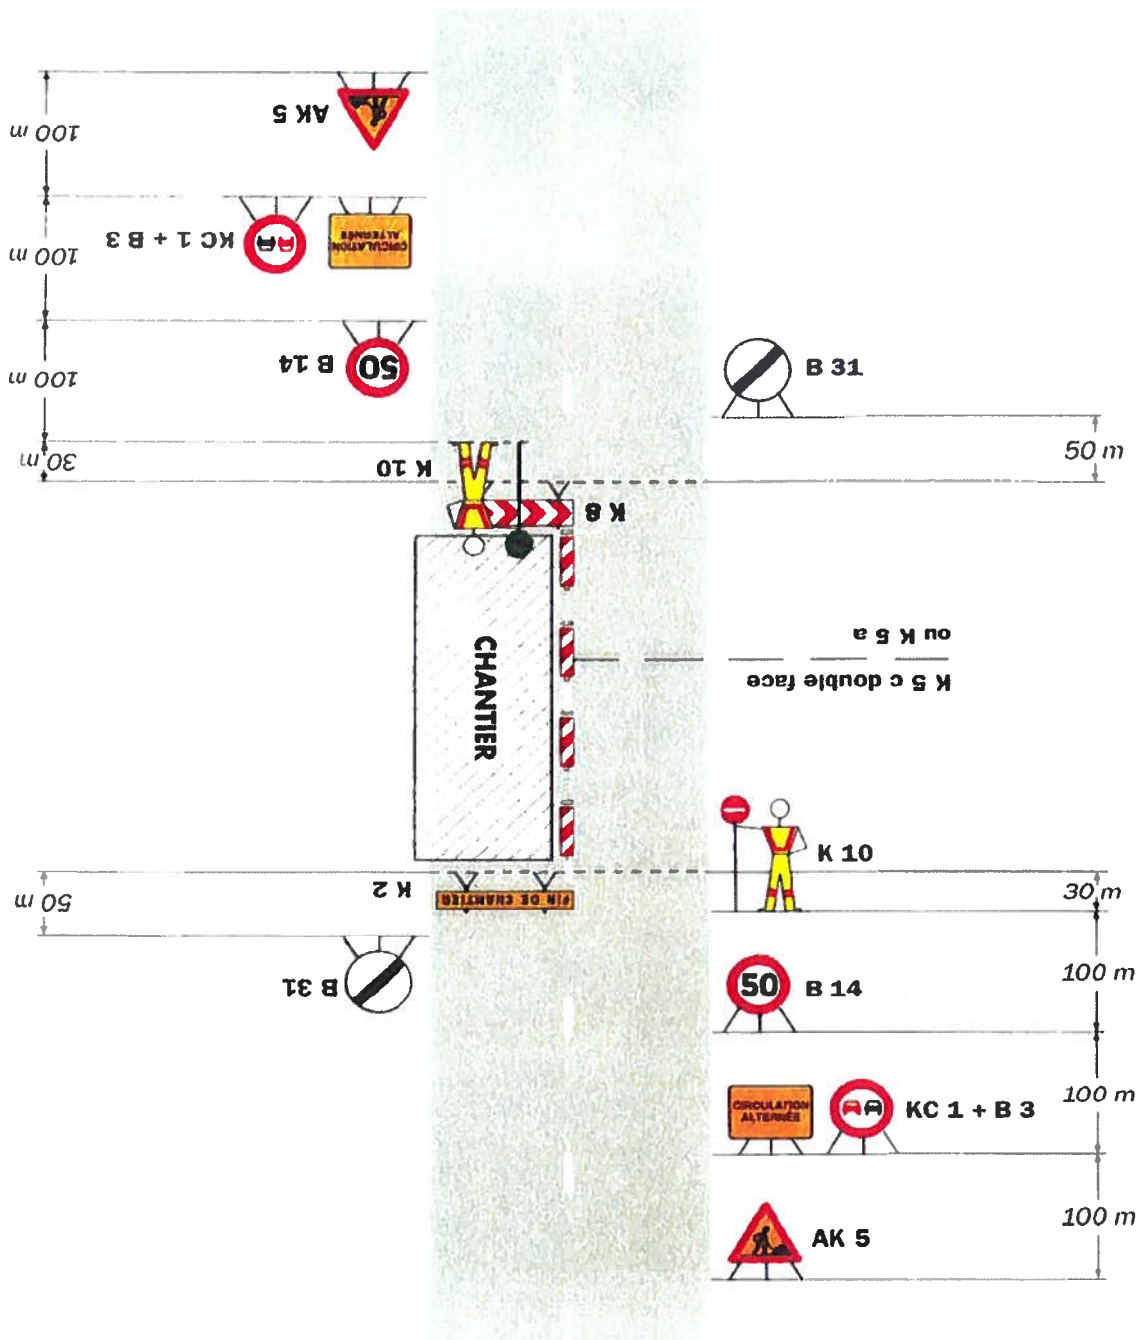 100 m
AK 5
KC 1 + B 3
CIRCULATION
ALTERNÉE
100 m
B 14
50
100 m
B 31
50 m
K 10
30 m
K 8
CHANTIER
K 5 c double face
ou K 5 a
K 10
30 m
K 2
FIN DE CHANTIER
50 m
B 31
50
B 14
100 m
CIRCULATION
ALTERNÉE
KC 1 + B 3
100 m
AK 5
100 m